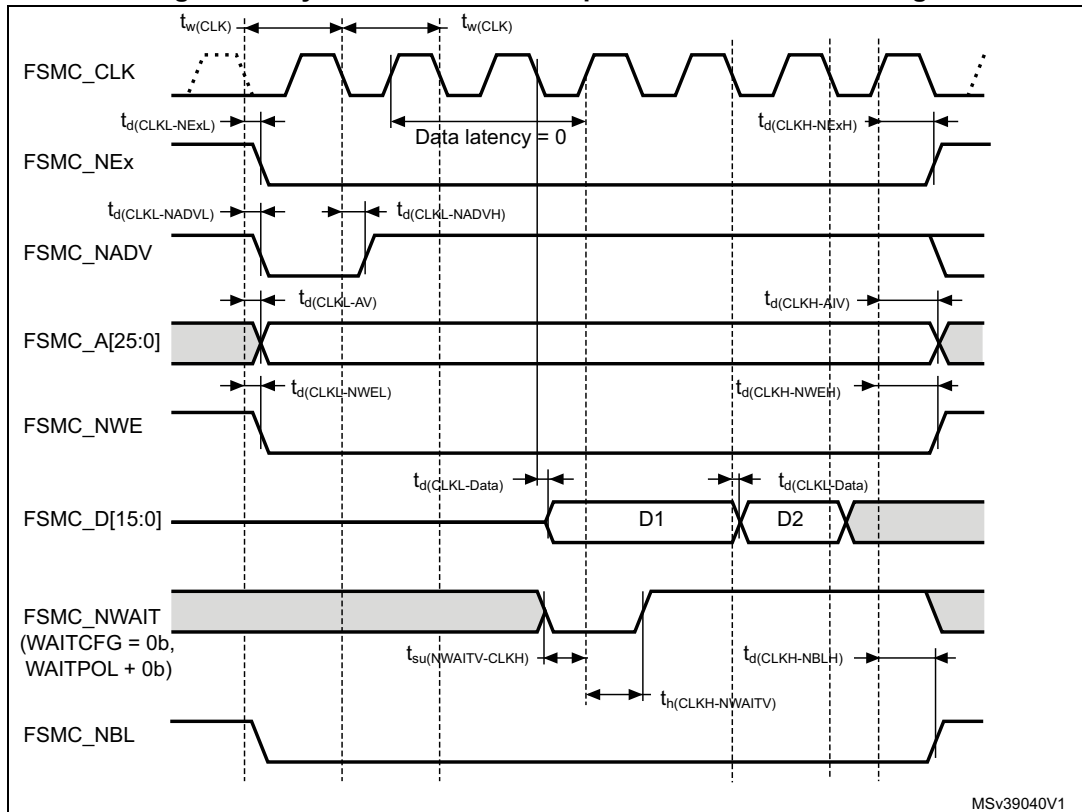 tw(CLK) tw(CLK)
FSMC_CLK
td(CLKL-NExL) Data latency = 0 td(CLKH-NExH)
FSMC_NEx
td(CLKL-NADVL) td(CLKL-NADVH)
FSMC_NADV
td(CLKL-AV) td(CLKH-AIV)
FSMC_A[25:0]
td(CLKL-NWEL) td(CLKH-NWEH)
FSMC_NWE
td(CLKL-Data) td(CLKL-Data)
FSMC_D[15:0] D1 D2
FSMC_NWAIT
(WAITCFG = 0b,
WAITPOL + 0b)
tsu(NWAITV-CLKH) td(CLKH-NBLH)
th(CLKH-NWAITV)
FSMC_NBL
MSv39040V1